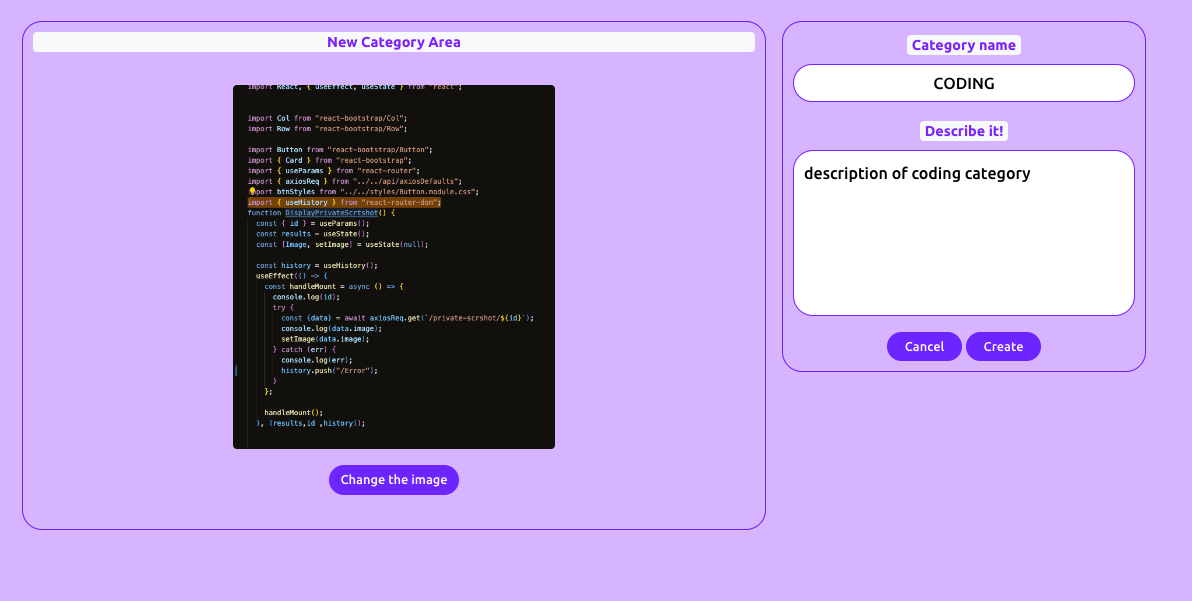 New Category Area
import React, { useEffect, useState } from "react";
import Col from "react-bootstrap/Col";
import Row from "react-bootstrap/Row";
import Button from "react-bootstrap/Button";
import { Card } from "react-bootstrap";
import { useParams } from "react-router";
import { axiosReq } from "../../api/axiosDefaults";
port btnStyles from "../../styles/Button.module.css";
import { useHistory } from "react-router-dom";
function DisplayPrivateScrtshot() {
const { id } = useParams();
const results = useState();
const [Image, setImage] = useState(null);
const history = useHistory();
useEffect(() => {
const handleMount = async () => {
console.log(id);
try {
const {data} = await axiosReq.get(`/private-scrshot/${id}`);
console.log(data.image);
setImage(data.image);
} catch (err) {
console.log(err);
history.push("/Error");
}
};
handleMount();
}, [results,id ,history]);
Change the image
Category name
CODING
Describe it!
description of coding category
Cancel Create